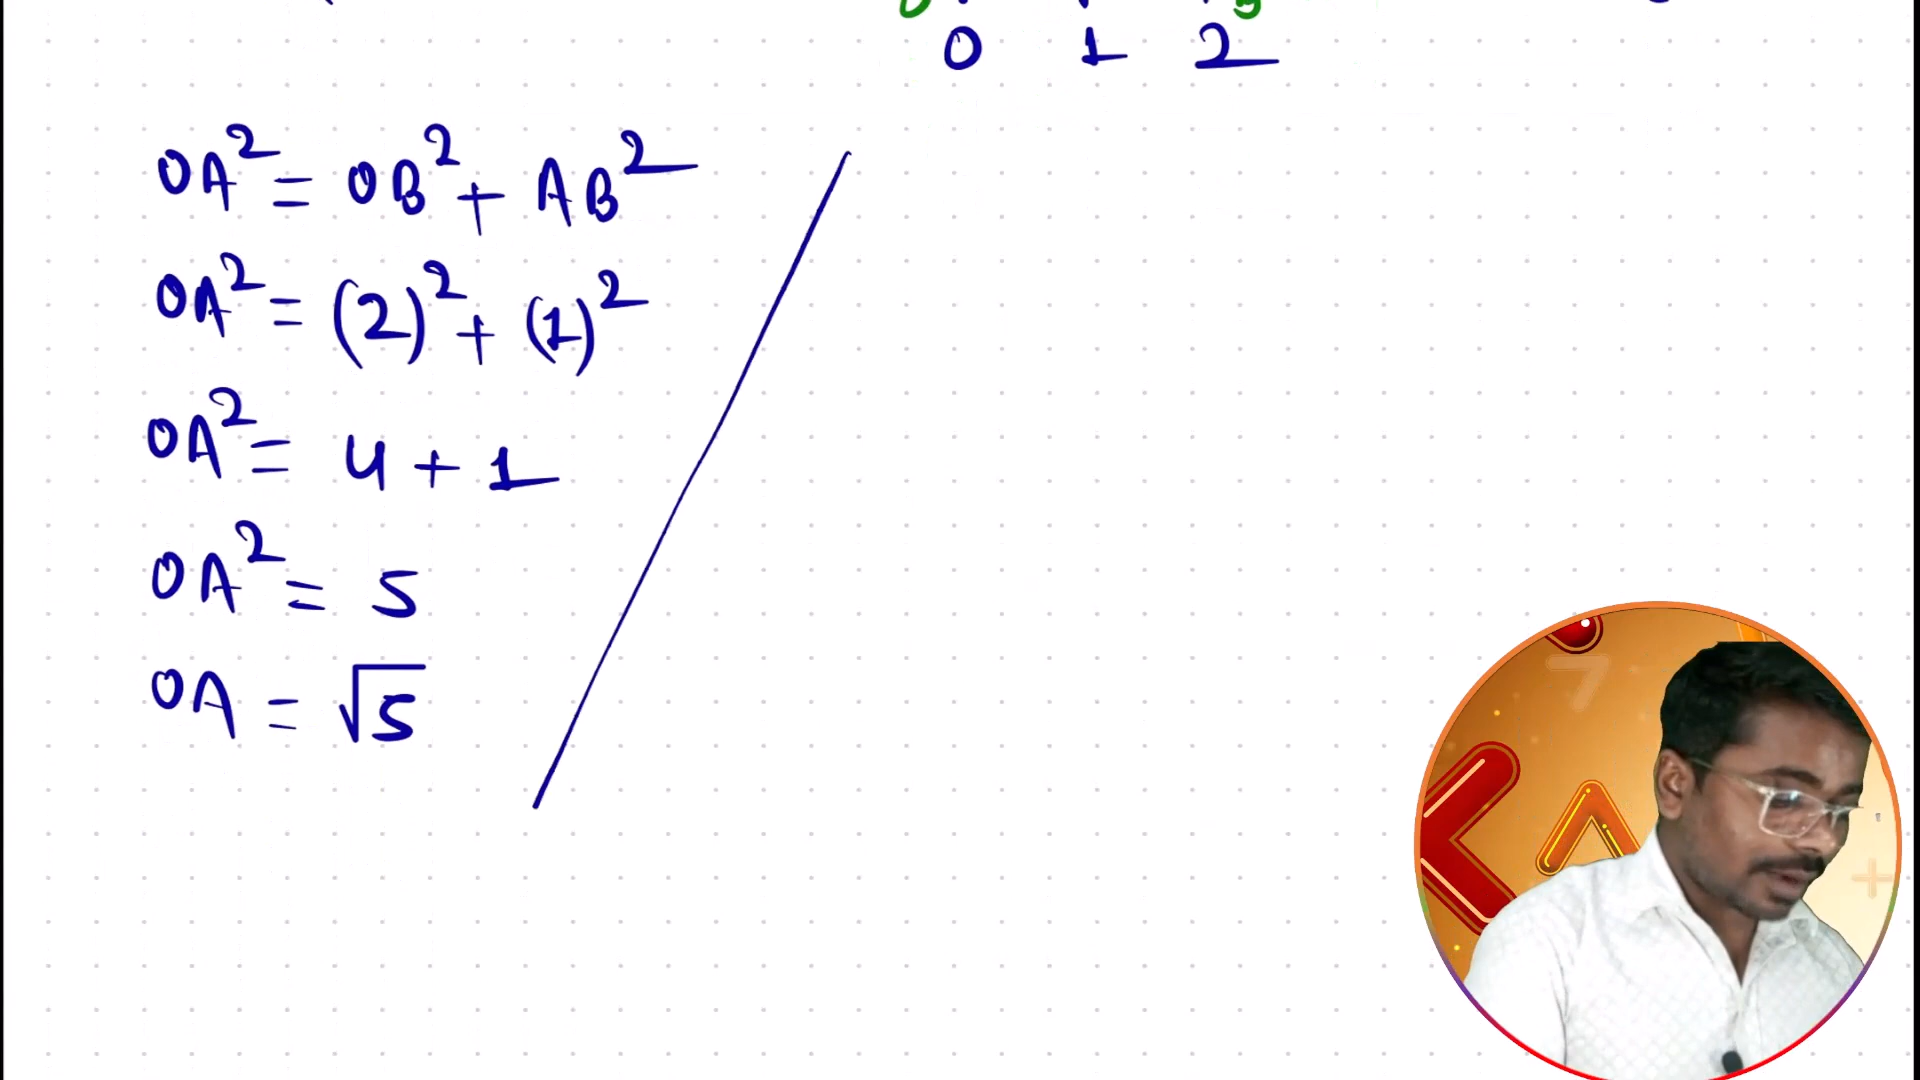 0 1 2
OA² = OB² + AB²
OA² = (2)² + (1)²
OA² = 4 + 1
OA² = 5
OA = √5